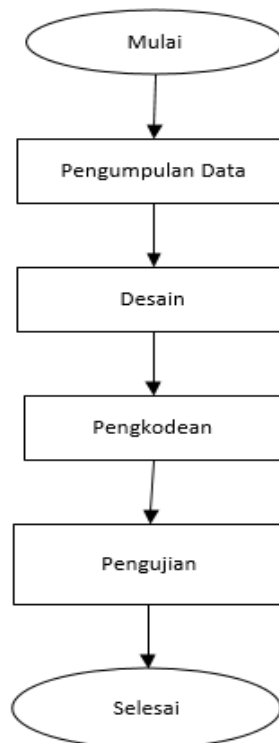 Mulai
Pengumpulan Data
Desain
Pengkodean
Pengujian
Selesai